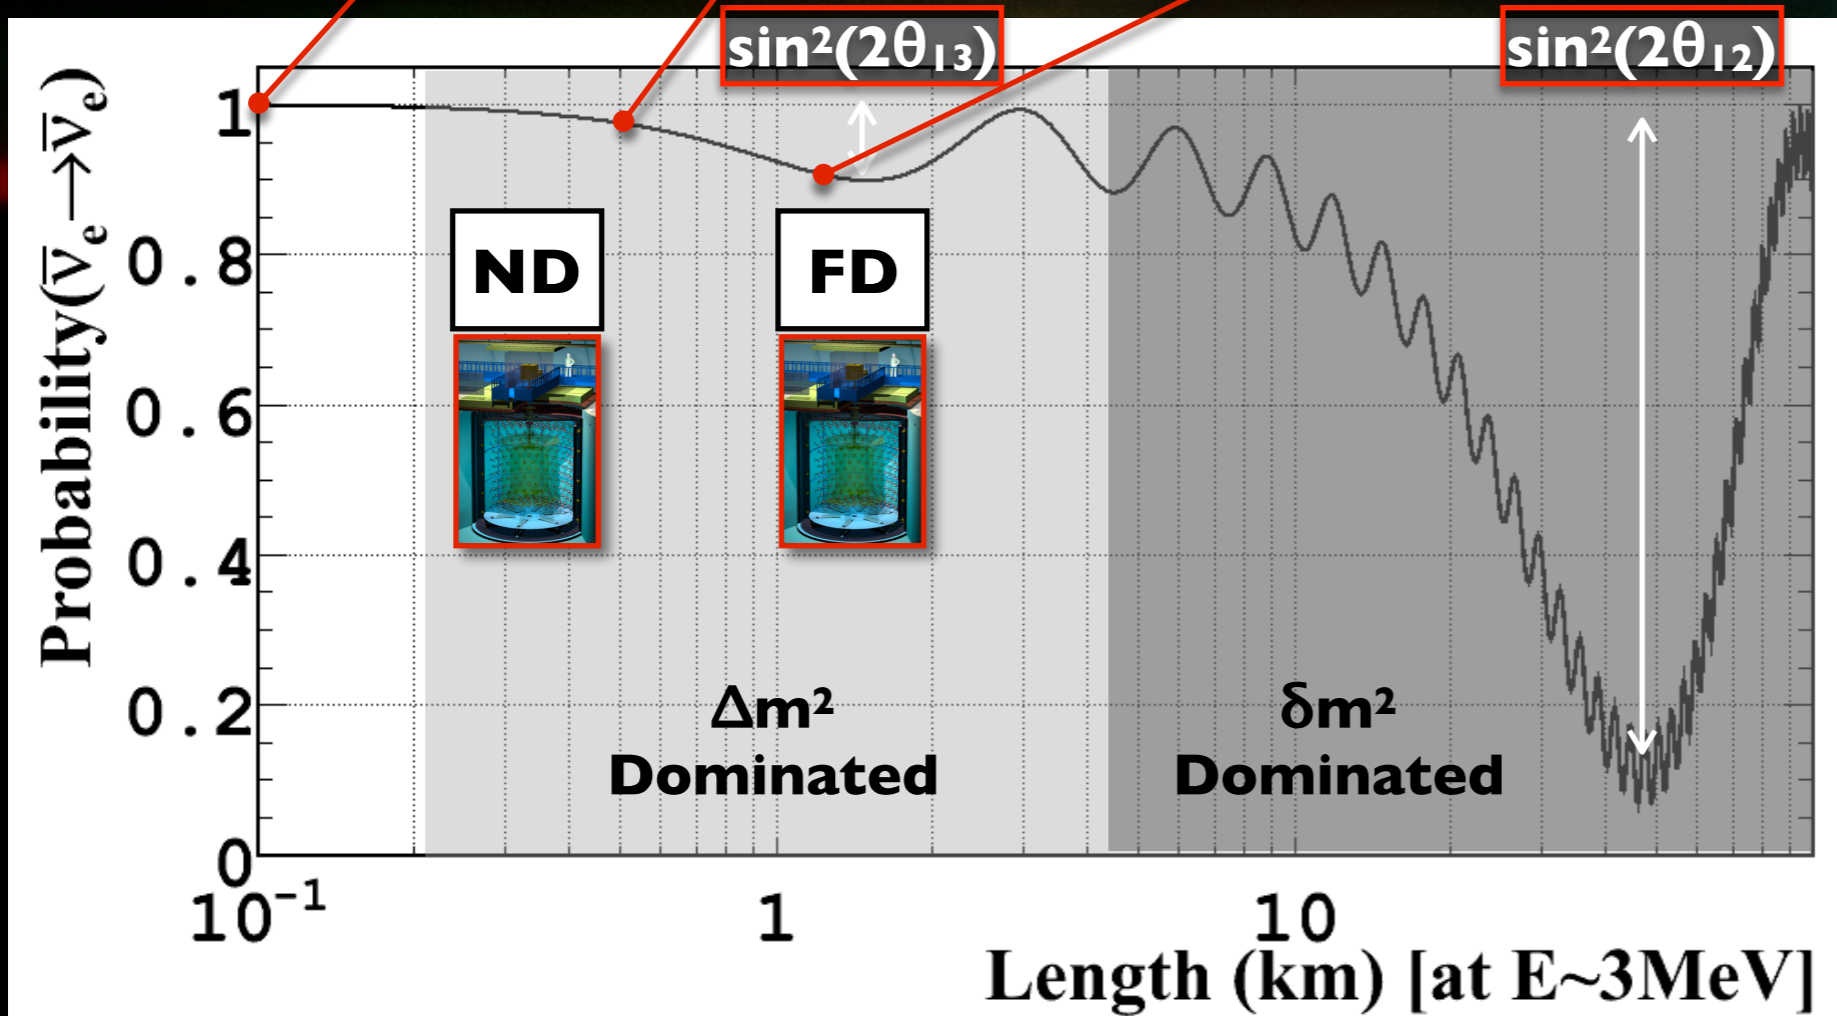 sin²(2θ₁₃)
sin²(2θ₁₂)
Probability(ν̅ₑ→ν̅ₑ)
1
0.8
0.6
0.4
0.2
0
ND
FD
Δm²
Dominated
δm²
Dominated
10⁻¹
1
10
Length (km) [at E~3MeV]